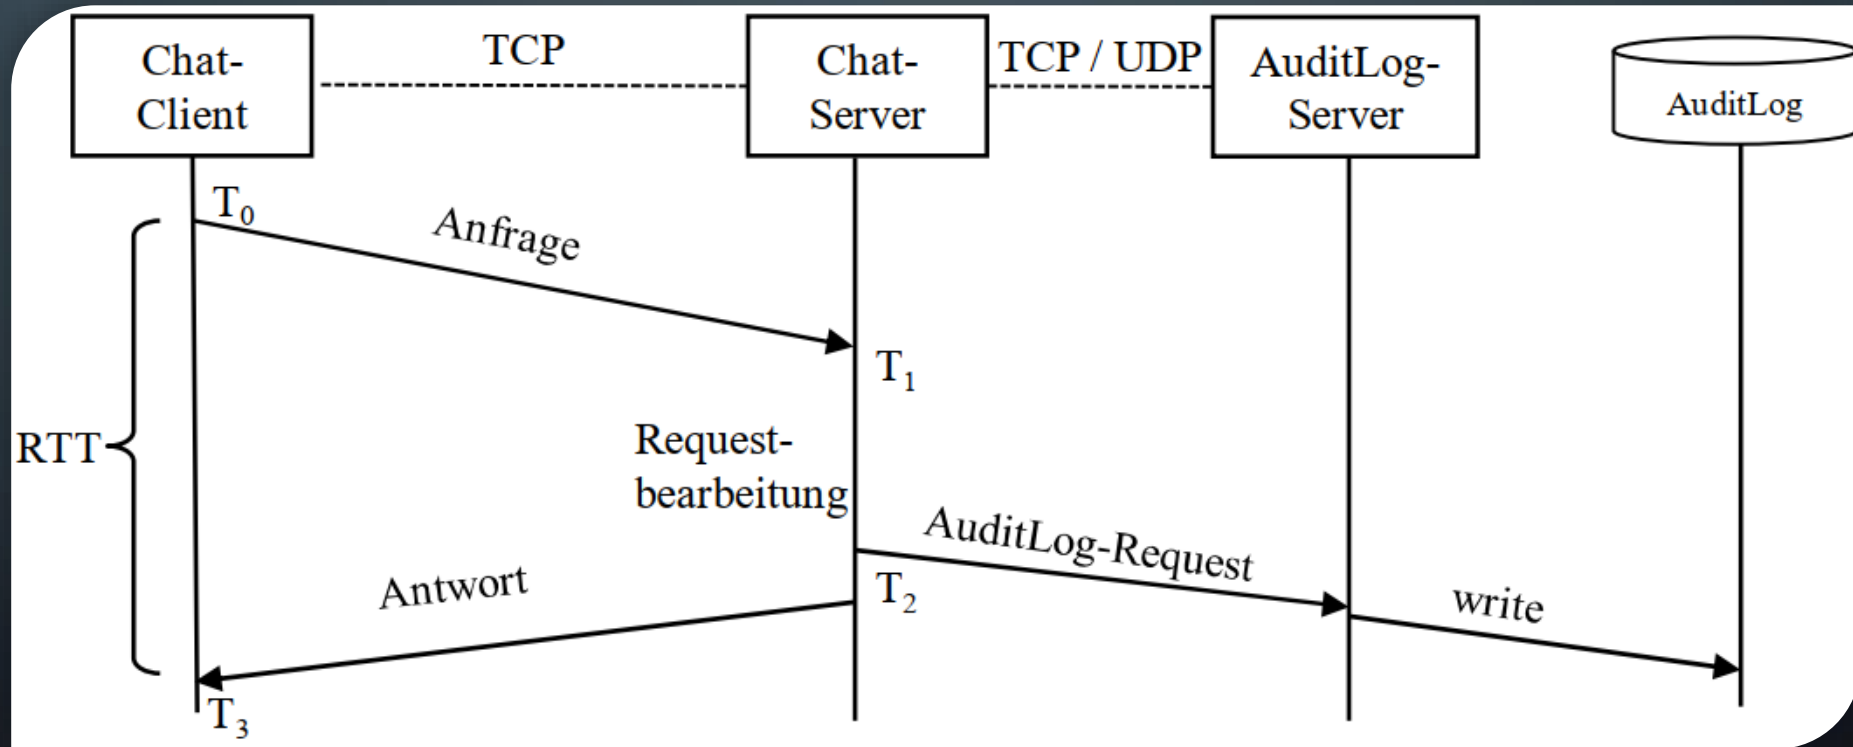 Chat-
Client
TCP
Chat-
Server
TCP / UDP
AuditLog-
Server
AuditLog
T₀
Anfrage
T₁
RTT
Request-
bearbeitung
AuditLog-Request
T₂
Antwort
write
T₃